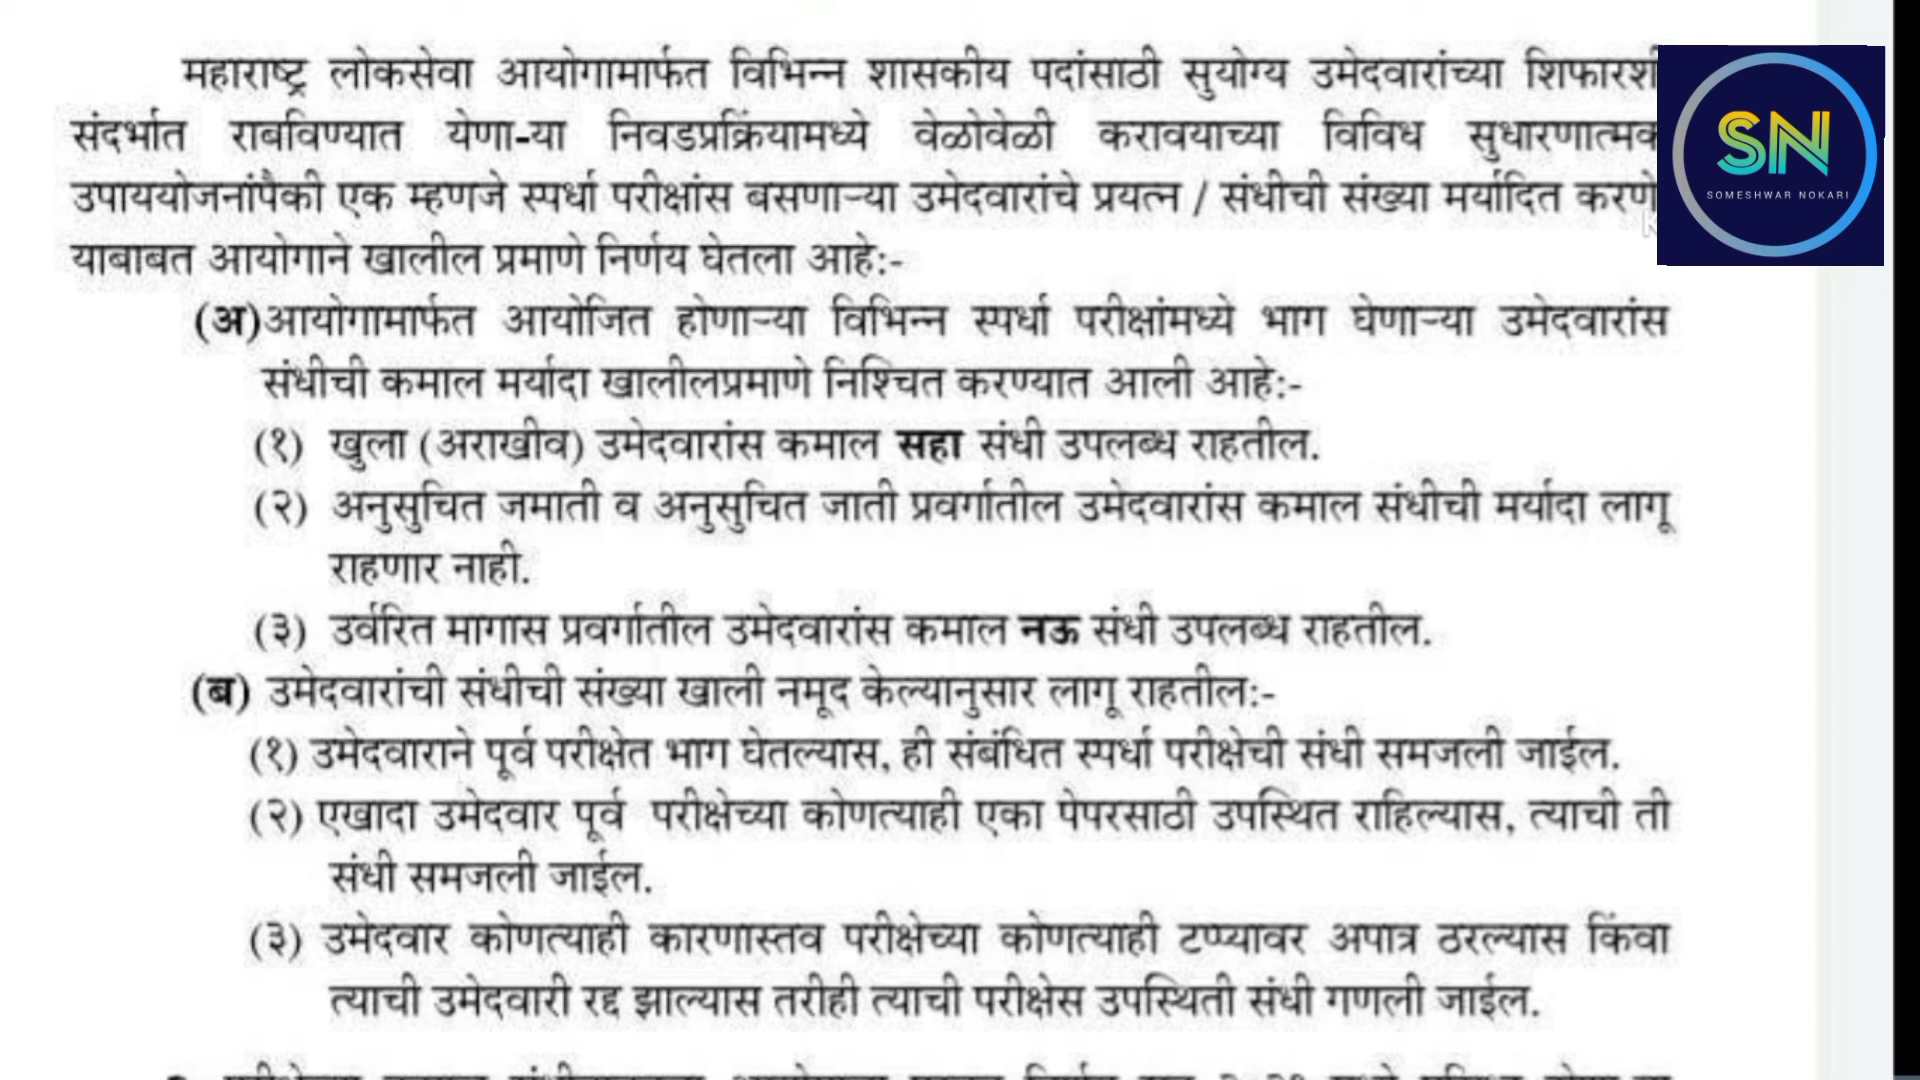 महाराष्ट्र लोकसेवा आयोगामार्फत विभिन्न शासकीय पदांसाठी सुयोग्य उमेदवारांच्या शिफारशी
संदर्भात राबविण्यात येणा-या निवडप्रक्रियामध्ये वेळोवेळी करावयाच्या विविध सुधारणात्मक
उपाययोजनांपैकी एक म्हणजे स्पर्धा परीक्षांस बसणाऱ्या उमेदवारांचे प्रयत्न / संधीची संख्या मर्यादित करणे
याबाबत आयोगाने खालील प्रमाणे निर्णय घेतला आहे:-
(अ)आयोगामार्फत आयोजित होणाऱ्या विभिन्न स्पर्धा परीक्षांमध्ये भाग घेणाऱ्या उमेदवारांस
संधीची कमाल मर्यादा खालीलप्रमाणे निश्चित करण्यात आली आहे:-
(१) खुला (अराखीव) उमेदवारांस कमाल सहा संधी उपलब्ध राहतील.
(२) अनुसुचित जमाती व अनुसुचित जाती प्रवर्गातील उमेदवारांस कमाल संधीची मर्यादा लागू
राहणार नाही.
(३) उर्वरित मागास प्रवर्गातील उमेदवारांस कमाल नऊ संधी उपलब्ध राहतील.
(ब) उमेदवारांची संधीची संख्या खाली नमूद केल्यानुसार लागू राहतील:-
(१) उमेदवाराने पूर्व परीक्षेत भाग घेतल्यास, ही संबंधित स्पर्धा परीक्षेची संधी समजली जाईल.
(२) एखादा उमेदवार पूर्व परीक्षेच्या कोणत्याही एका पेपरसाठी उपस्थित राहिल्यास, त्याची ती
संधी समजली जाईल.
(३) उमेदवार कोणत्याही कारणास्तव परीक्षेच्या कोणत्याही टप्प्यावर अपात्र ठरल्यास किंवा
त्याची उमेदवारी रद्द झाल्यास तरीही त्याची परीक्षेस उपस्थिती संधी गणली जाईल.
SN
SOMESHWAR NOKARI